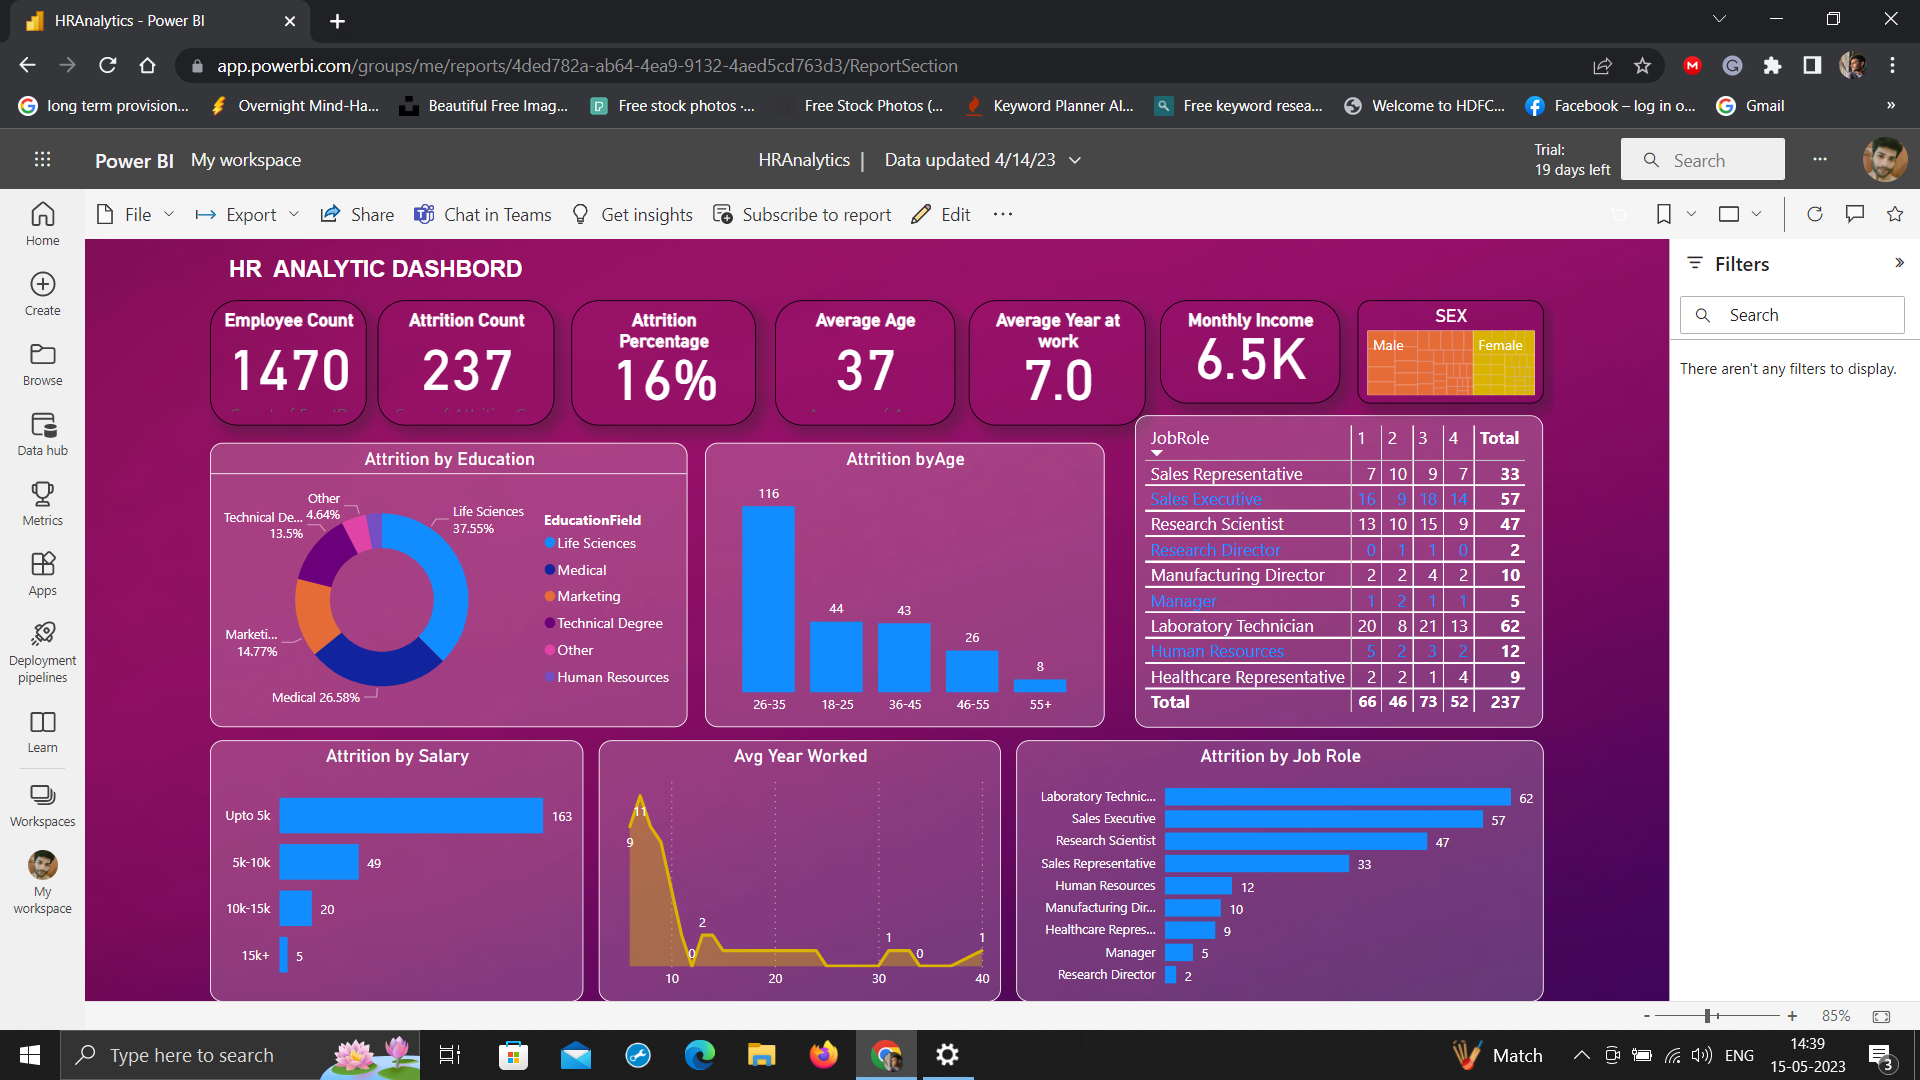 HRAnalytics - Power BI
app.powerbi.com/groups/me/reports/4ded782a-ab64-4ea9-9132-4aed5cd763d3/ReportSection
long term provision...
Overnight Mind-Ha...
Beautiful Free Imag...
Free stock photos ·...
Free Stock Photos (...
Keyword Planner Al...
Free keyword resea...
Welcome to HDFC...
Facebook – log in o...
Gmail
Power BI
My workspace
HRAnalytics | Data updated 4/14/23
Trial:
19 days left
Search
File
Export
Share
Chat in Teams
Get insights
Subscribe to report
Edit
Home
Create
Browse
Data hub
Metrics
Apps
Deployment
pipelines
Learn
Workspaces
My
workspace
HR ANALYTIC DASHBORD
Employee Count
1470
Attrition Count
237
Attrition
Percentage
16%
Average Age
37
Average Year at
work
7.0
Monthly Income
6.5K
SEX
Male
Female
Attrition by Education
Other
4.64%
Technical De...
13.5%
Life Sciences
37.55%
Marketi...
14.77%
Medical 26.58%
EducationField
Life Sciences
Medical
Marketing
Technical Degree
Other
Human Resources
Attrition byAge
116
44
43
26
8
26-35
18-25
36-45
46-55
55+
JobRole 1 2 3 4 Total
Sales Representative 7 10 9 7 33
Sales Executive 16 9 18 14 57
Research Scientist 13 10 15 9 47
Research Director 0 1 1 0 2
Manufacturing Director 2 2 4 2 10
Manager 1 2 1 1 5
Laboratory Technician 20 8 21 13 62
Human Resources 5 2 3 2 12
Healthcare Representative 2 2 1 4 9
Total 66 46 73 52 237
Attrition by Salary
Upto 5k 163
5k-10k 49
10k-15k 20
15k+ 5
Avg Year Worked
11
9
2
0
1
0
1
10
20
30
40
Attrition by Job Role
Laboratory Technic... 62
Sales Executive 57
Research Scientist 47
Sales Representative 33
Human Resources 12
Manufacturing Dir... 10
Healthcare Repres... 9
Manager 5
Research Director 2
Filters
Search
There aren't any filters to display.
- + 85%
Type here to search
Match
ENG
14:39
15-05-2023
3